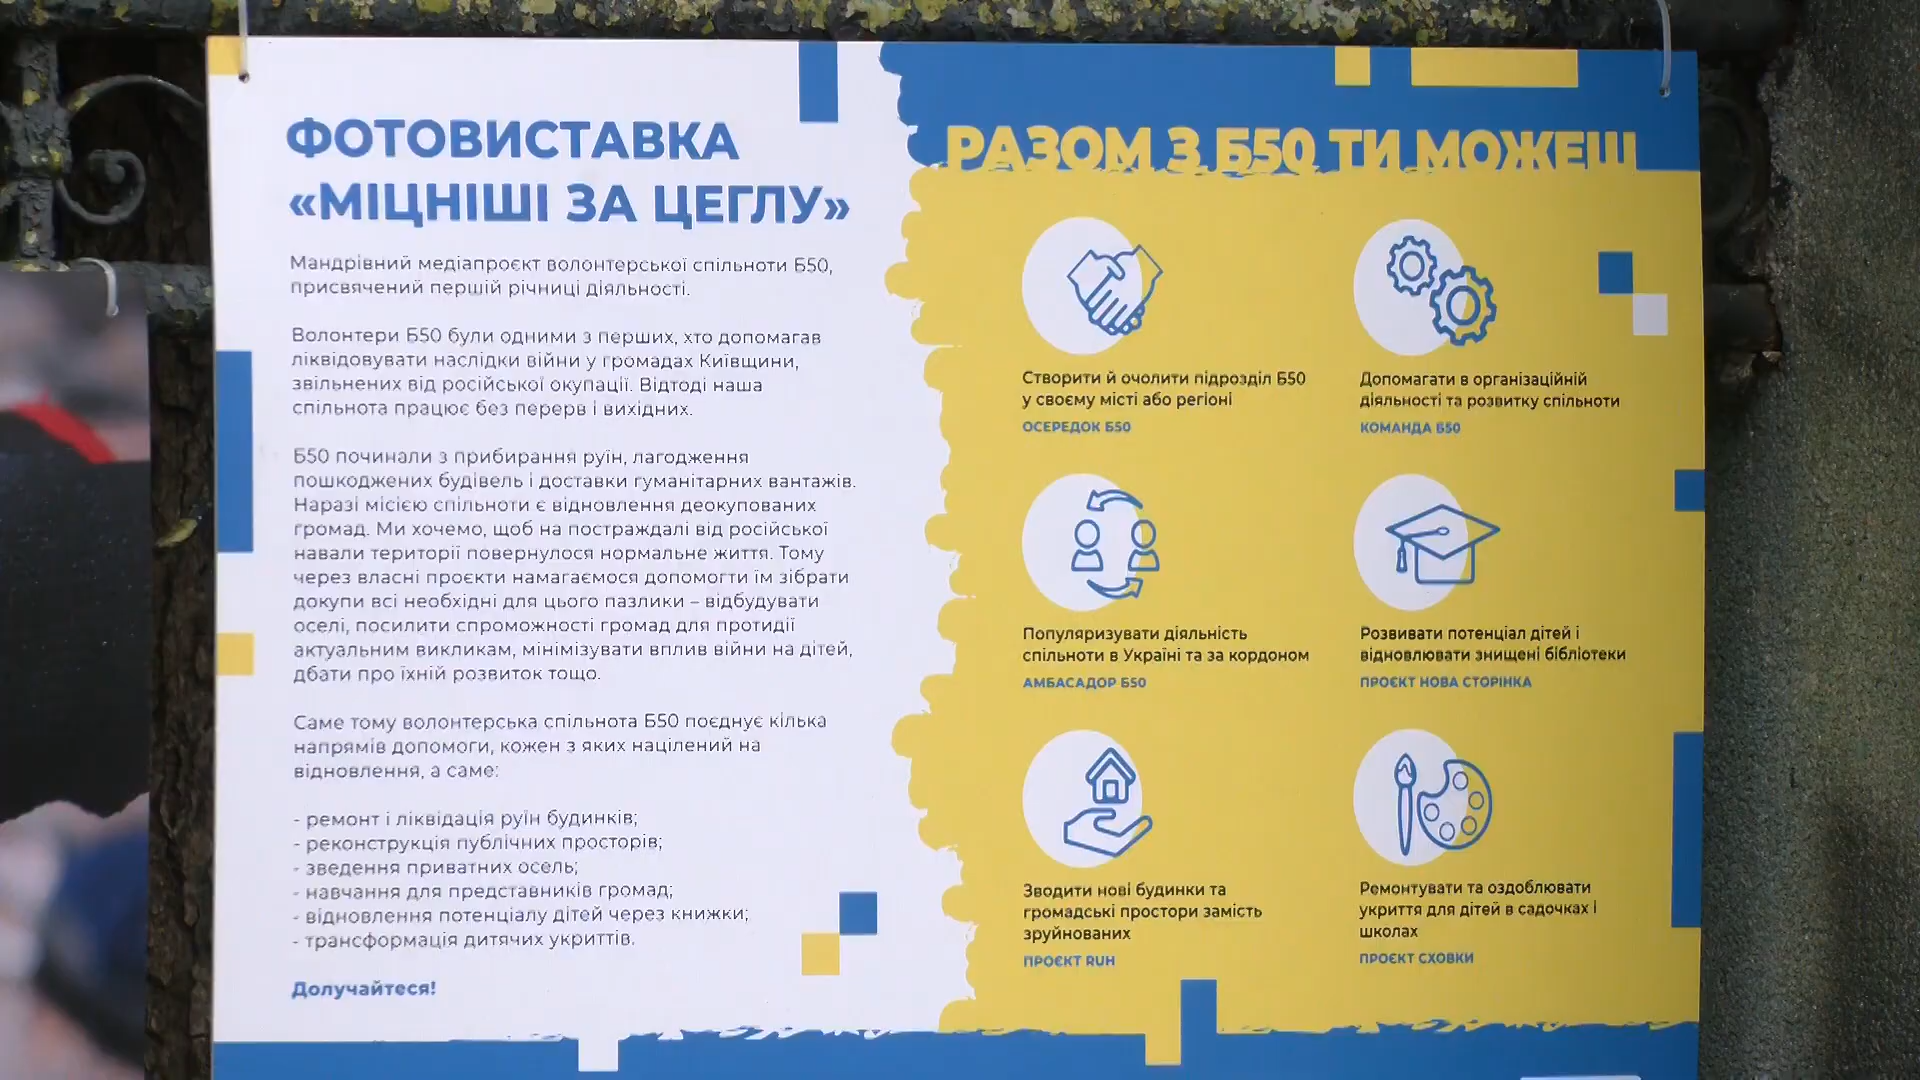 ФОТОВИСТАВКА
«МІЦНІШІ ЗА ЦЕГЛУ»
Мандрівний медіапроєкт волонтерської спільноти Б50,
присвячений першій річниці діяльності.
Волонтери Б50 були одними з перших, хто допомагав
ліквідовувати наслідки війни у громадах Київщини,
звільнених від російської окупації. Відтоді наша
спільнота працює без перерв і вихідних.
Б50 починали з прибирання руїн, лагодження
пошкоджених будівель і доставки гуманітарних вантажів.
Наразі місією спільноти є відновлення деокупованих
громад. Ми хочемо, щоб на постраждалі від російської
навали території повернулося нормальне життя. Тому
через власні проєкти намагаємося допомогти їм зібрати
докупи всі необхідні для цього пазлики – відбудувати
оселі, посилити спроможності громад для протидії
актуальним викликам, мінімізувати вплив війни на дітей,
дбати про їхній розвиток тощо.
Саме тому волонтерська спільнота Б50 поєднує кілька
напрямів допомоги, кожен з яких націлений на
відновлення, а саме:
- ремонт і ліквідація руїн будинків;
- реконструкція публічних просторів;
- зведення приватних осель;
- навчання для представників громад;
- відновлення потенціалу дітей через книжки;
- трансформація дитячих укриттів.
Долучайтеся!
РАЗОМ З Б50 ТИ МОЖЕШ
Створити й очолити підрозділ Б50
у своєму місті або регіоні
ОСЕРЕДОК Б50
Допомагати в організаційній
діяльності та розвитку спільноти
КОМАНДА Б50
Популяризувати діяльність
спільноти в Україні та за кордоном
АМБАСАДОР Б50
Розвивати потенціал дітей і
відновлювати знищені бібліотеки
ПРОЄКТ НОВА СТОРІНКА
Зводити нові будинки та
громадські простори замість
зруйнованих
ПРОЄКТ RUH
Ремонтувати та оздоблювати
укриття для дітей в садочках і
школах
ПРОЄКТ СХОВКИ